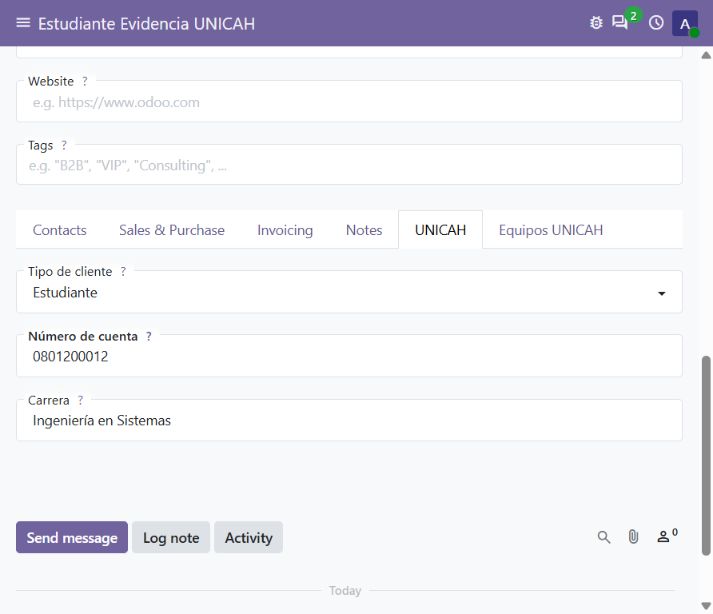 Estudiante Evidencia UNICAH
2
A
Website ?
e.g. https://www.odoo.com
Tags ?
e.g. "B2B", "VIP", "Consulting", ...
Contacts Sales & Purchase Invoicing Notes UNICAH Equipos UNICAH
Tipo de cliente ?
Estudiante
Número de cuenta ?
0801200012
Carrera ?
Ingeniería en Sistemas
Send message Log note Activity 0
Today